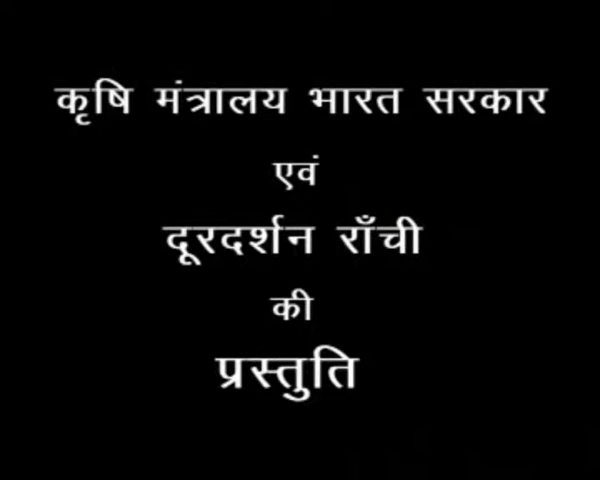 कृषि मंत्रालय भारत सरकार
एवं
दूरदर्शन राँची
की
प्रस्तुति